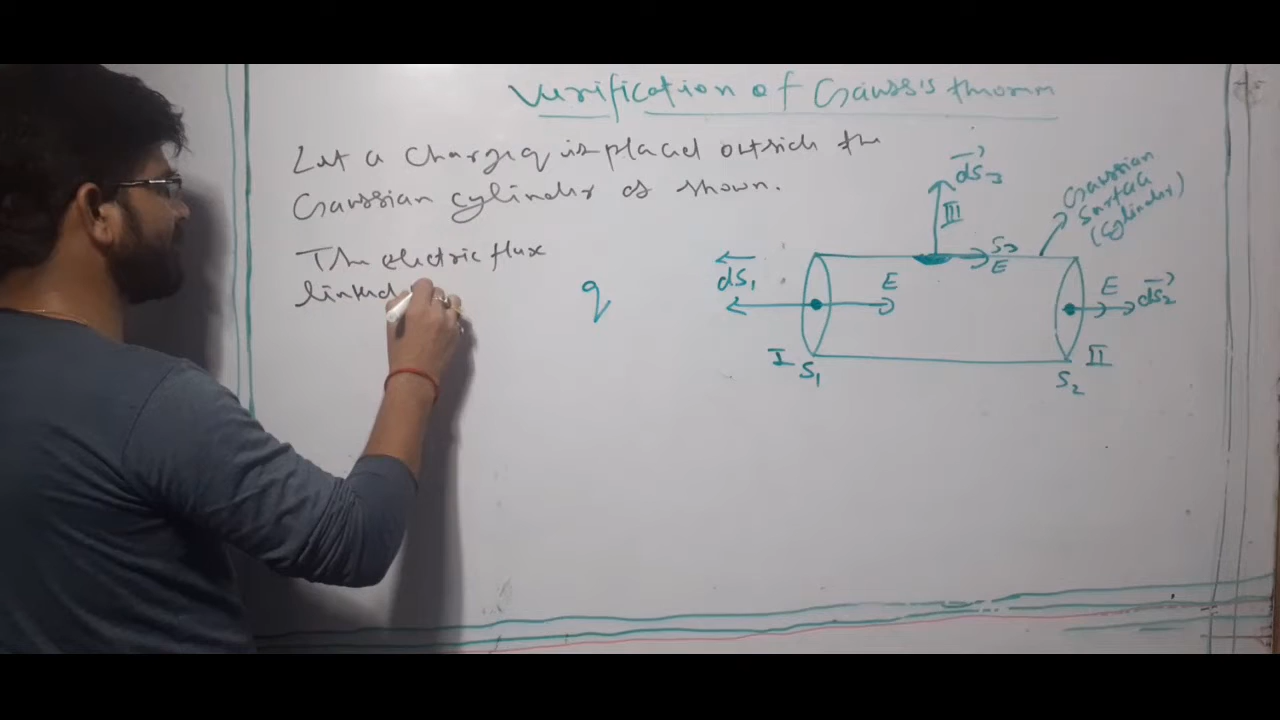 Verification of Gauss's theorem
Let a charge q is placed outside the
Gaussian cylinder as shown.
The electric flux
linked
q
dS₁
E
I
S₁
dS₃
III
S₃
E
Gaussian
Surface
(cylinder)
E
dS₂
II
S₂